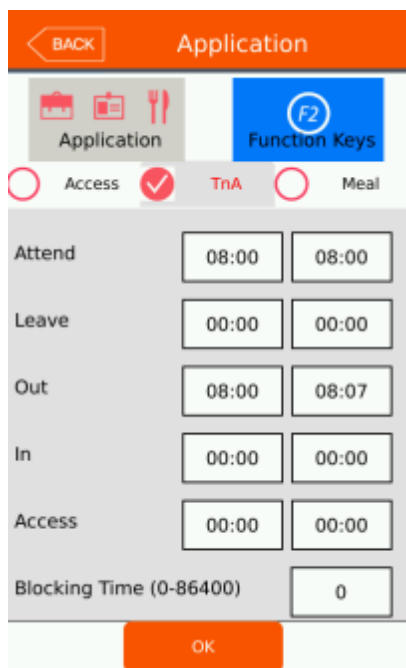 BACK
Application
F2
Application
Function Keys
Access TnA Meal
Attend 08:00 08:00
Leave 00:00 00:00
Out 08:00 08:07
In 00:00 00:00
Access 00:00 00:00
Blocking Time (0-86400) 0
OK